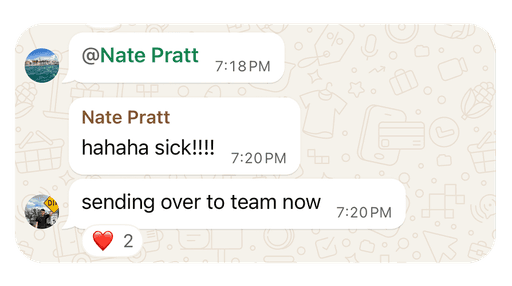 @Nate Pratt
7:18 PM
Nate Pratt
hahaha sick!!!!
7:20 PM
sending over to team now
7:20 PM
❤️ 2